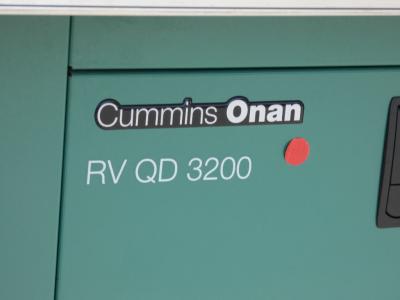 Cummins Onan
RV QD 3200